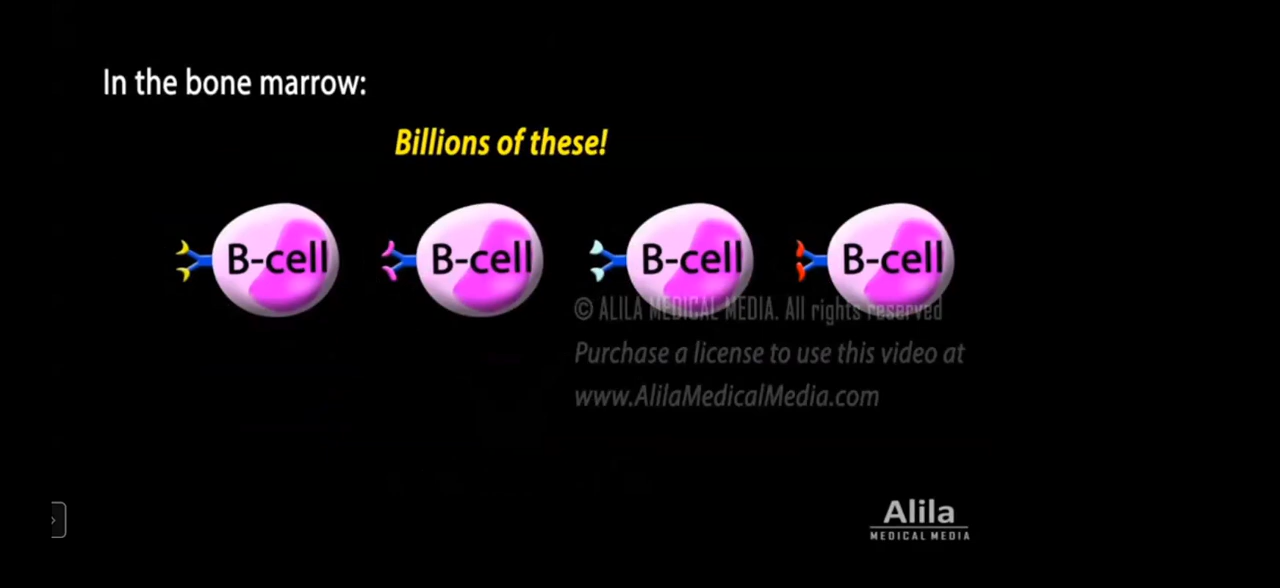 In the bone marrow:
Billions of these!
B-cell B-cell B-cell B-cell
© ALILA MEDICAL MEDIA. All rights reserved
Purchase a license to use this video at
www.AlilaMedicalMedia.com
Alila
MEDICAL MEDIA